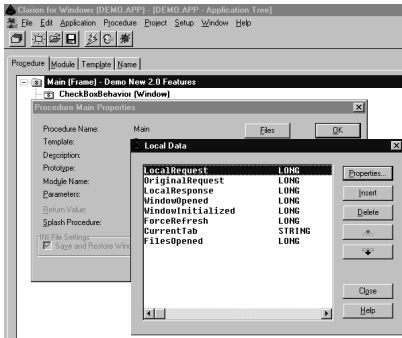 Clarion for Windows (DEMO.APP) - [DEMO.APP - Application Tree]
File Edit Application Procedure Project Setup Window Help
Procedure Module Template Name
Main (Frame) - Demo New 2.0 Features
CheckBoxBehavior (Window)
Procedure Main Properties
Procedure Name: Main Files OK
Template:
Description:
Prototype:
Module Name:
Parameters:
Return Value:
Splash Procedure:
INI File Settings
Save and Restore Wind
Local Data
LocalRequest LONG
OriginalRequest LONG
LocalResponse LONG
WindowOpened LONG
WindowInitialized LONG
ForceRefresh LONG
CurrentTab STRING
FilesOpened LONG
Properties...
Insert
Delete
Close
Help